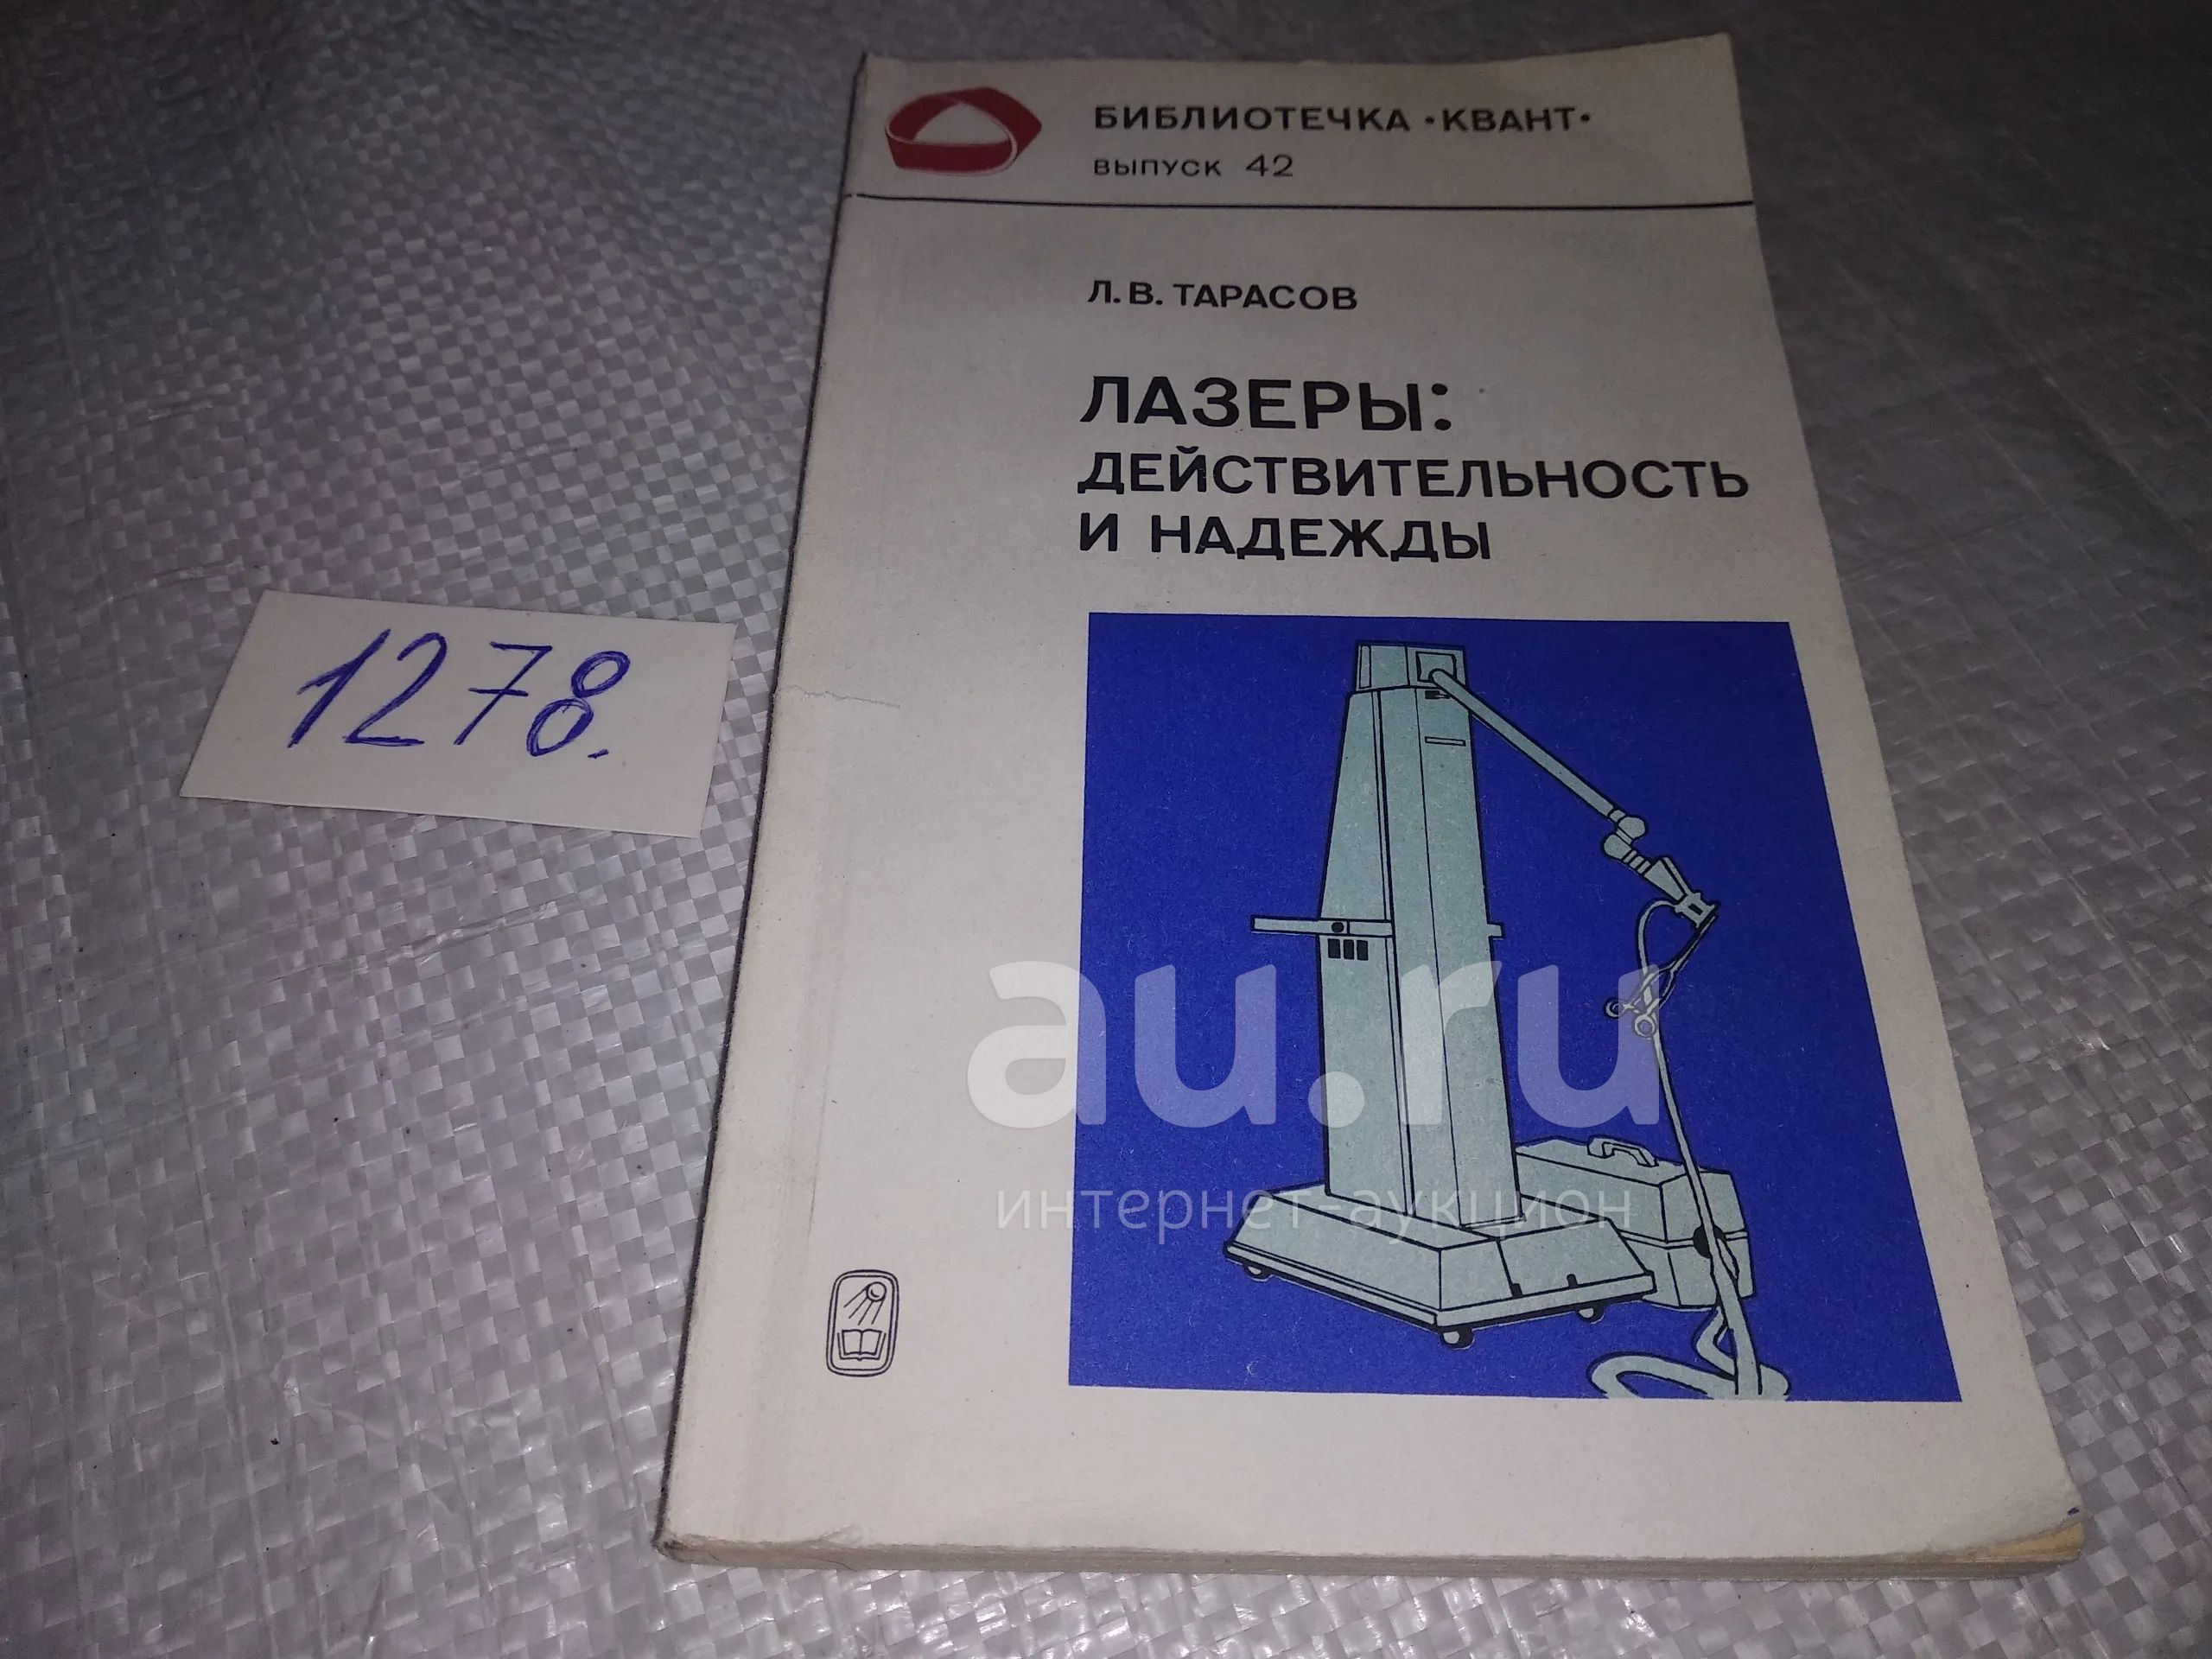 БИБЛИОТЕЧКА •КВАНТ•
ВЫПУСК 42
Л. В. ТАРАСОВ
ЛАЗЕРЫ:
ДЕЙСТВИТЕЛЬНОСТЬ
И НАДЕЖДЫ
1278.
au.ru
интернет-аукцион